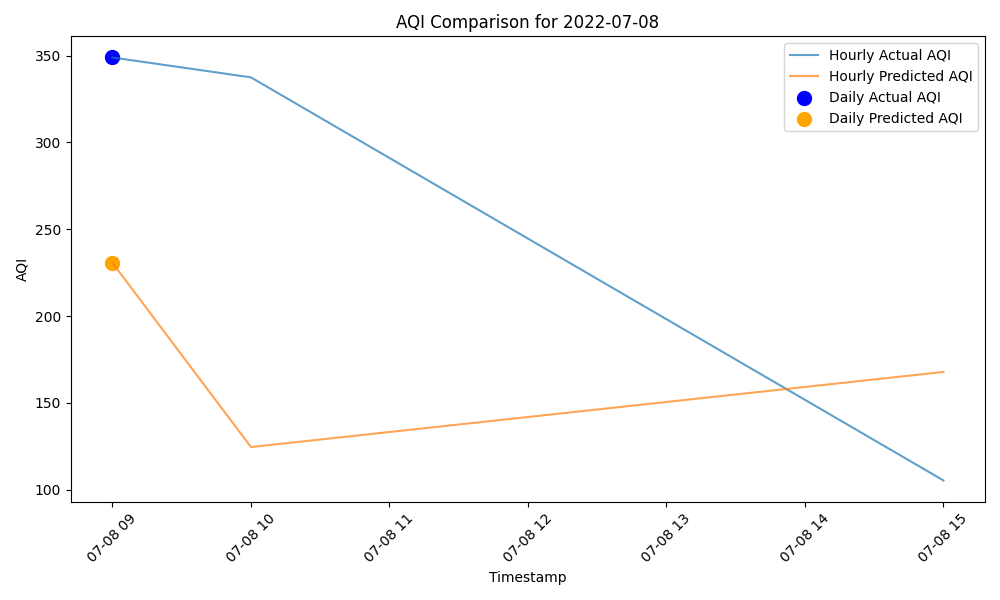 AQI Comparison for 2022-07-08
Hourly Actual AQI
Hourly Predicted AQI
Daily Actual AQI
Daily Predicted AQI
AQI
350
300
250
200
150
100
07-08 09
07-08 10
07-08 11
07-08 12
07-08 13
07-08 14
07-08 15
Timestamp